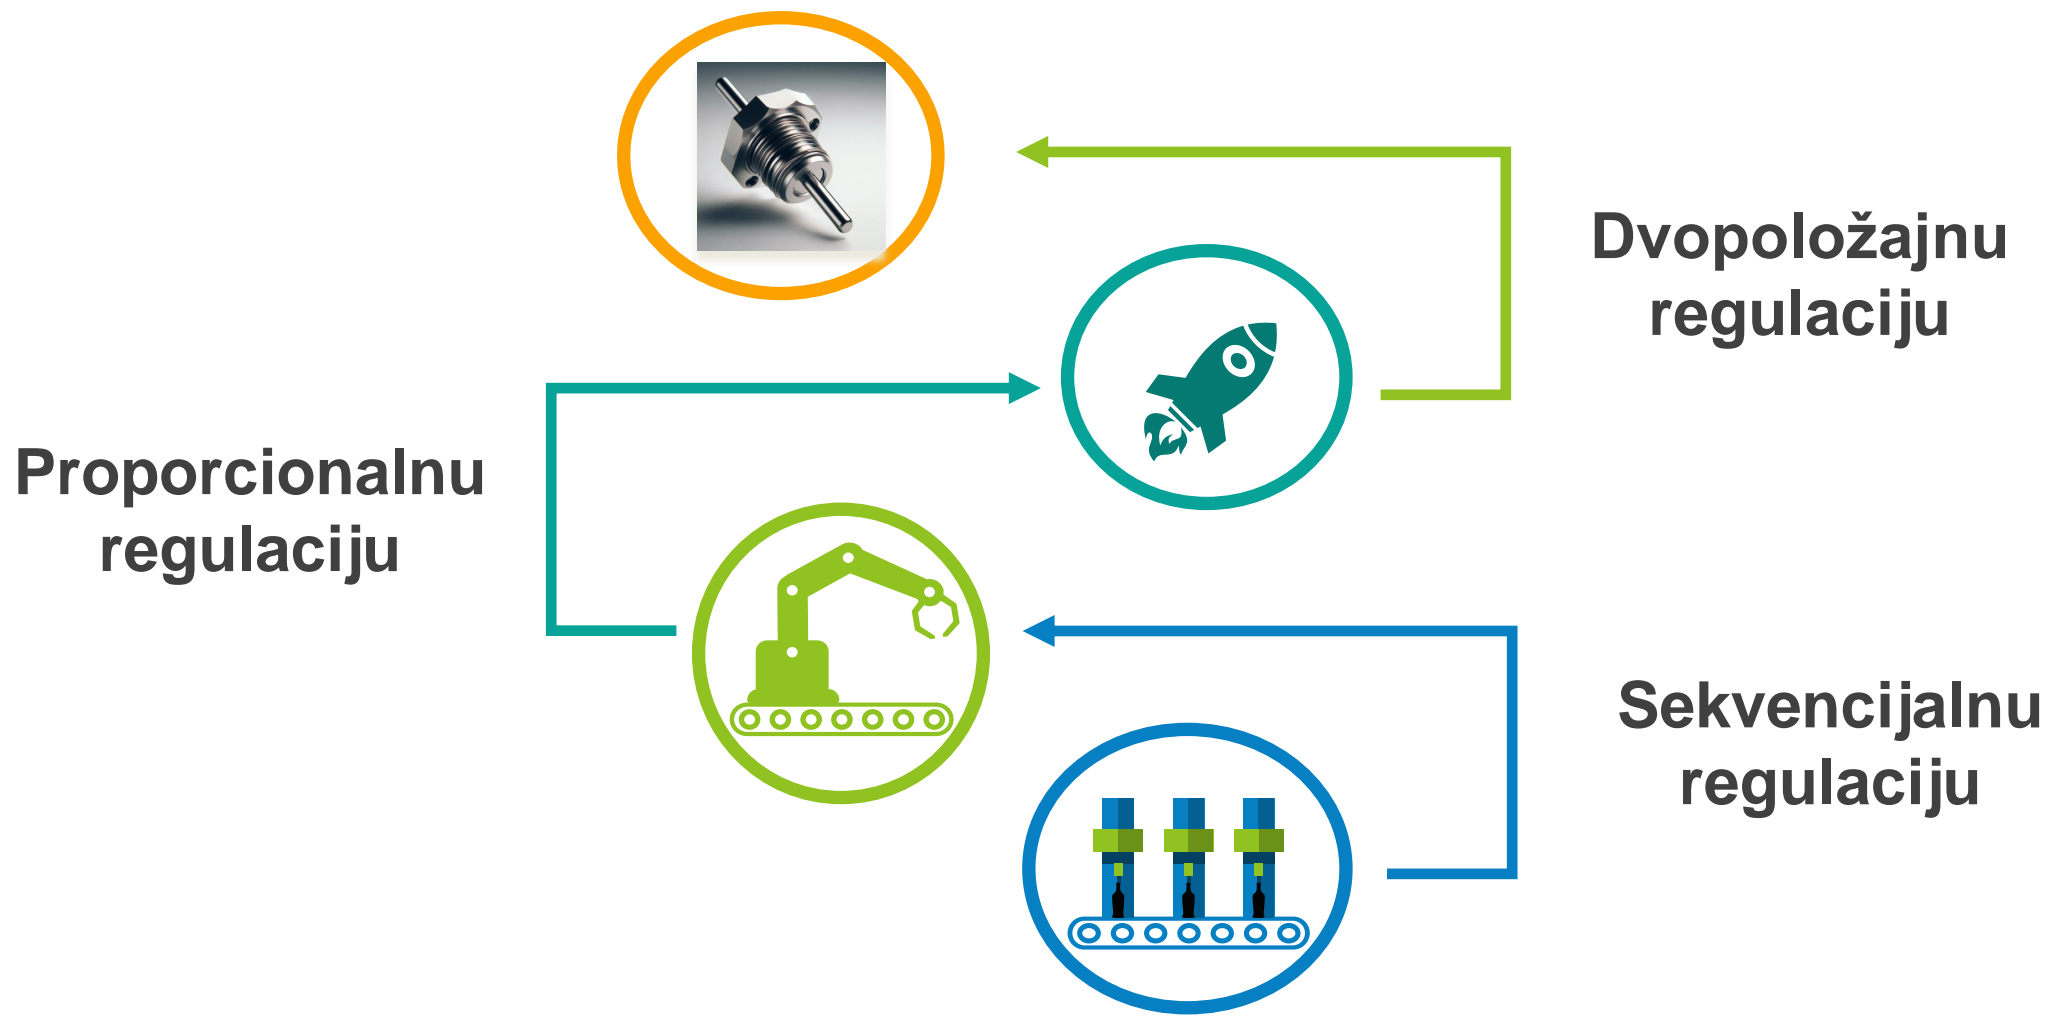 Dvopoložajnu
regulaciju
Proporcionalnu
regulaciju
Sekvencijalnu
regulaciju